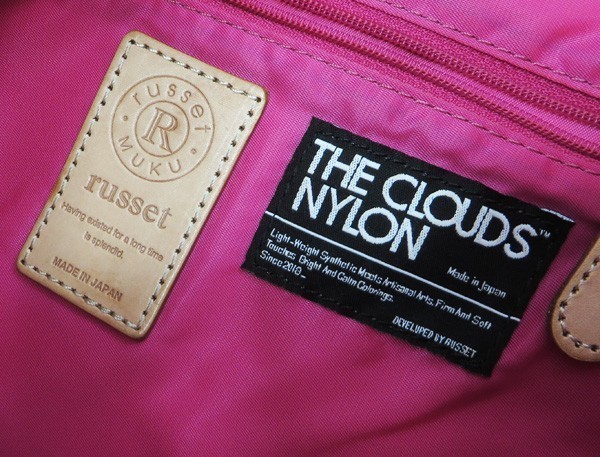 russet
R
MUKU
russet
Having existed for a long time
is splendid.
MADE IN JAPAN
THE CLOUDS™
NYLON
Made in Japan
Light-Weight Synthetic Meets Artisanal Arts, Firm And Soft
Touches, Bright And Calm Colorings.
Since 2010_
DEVELOPED BY RUSSET